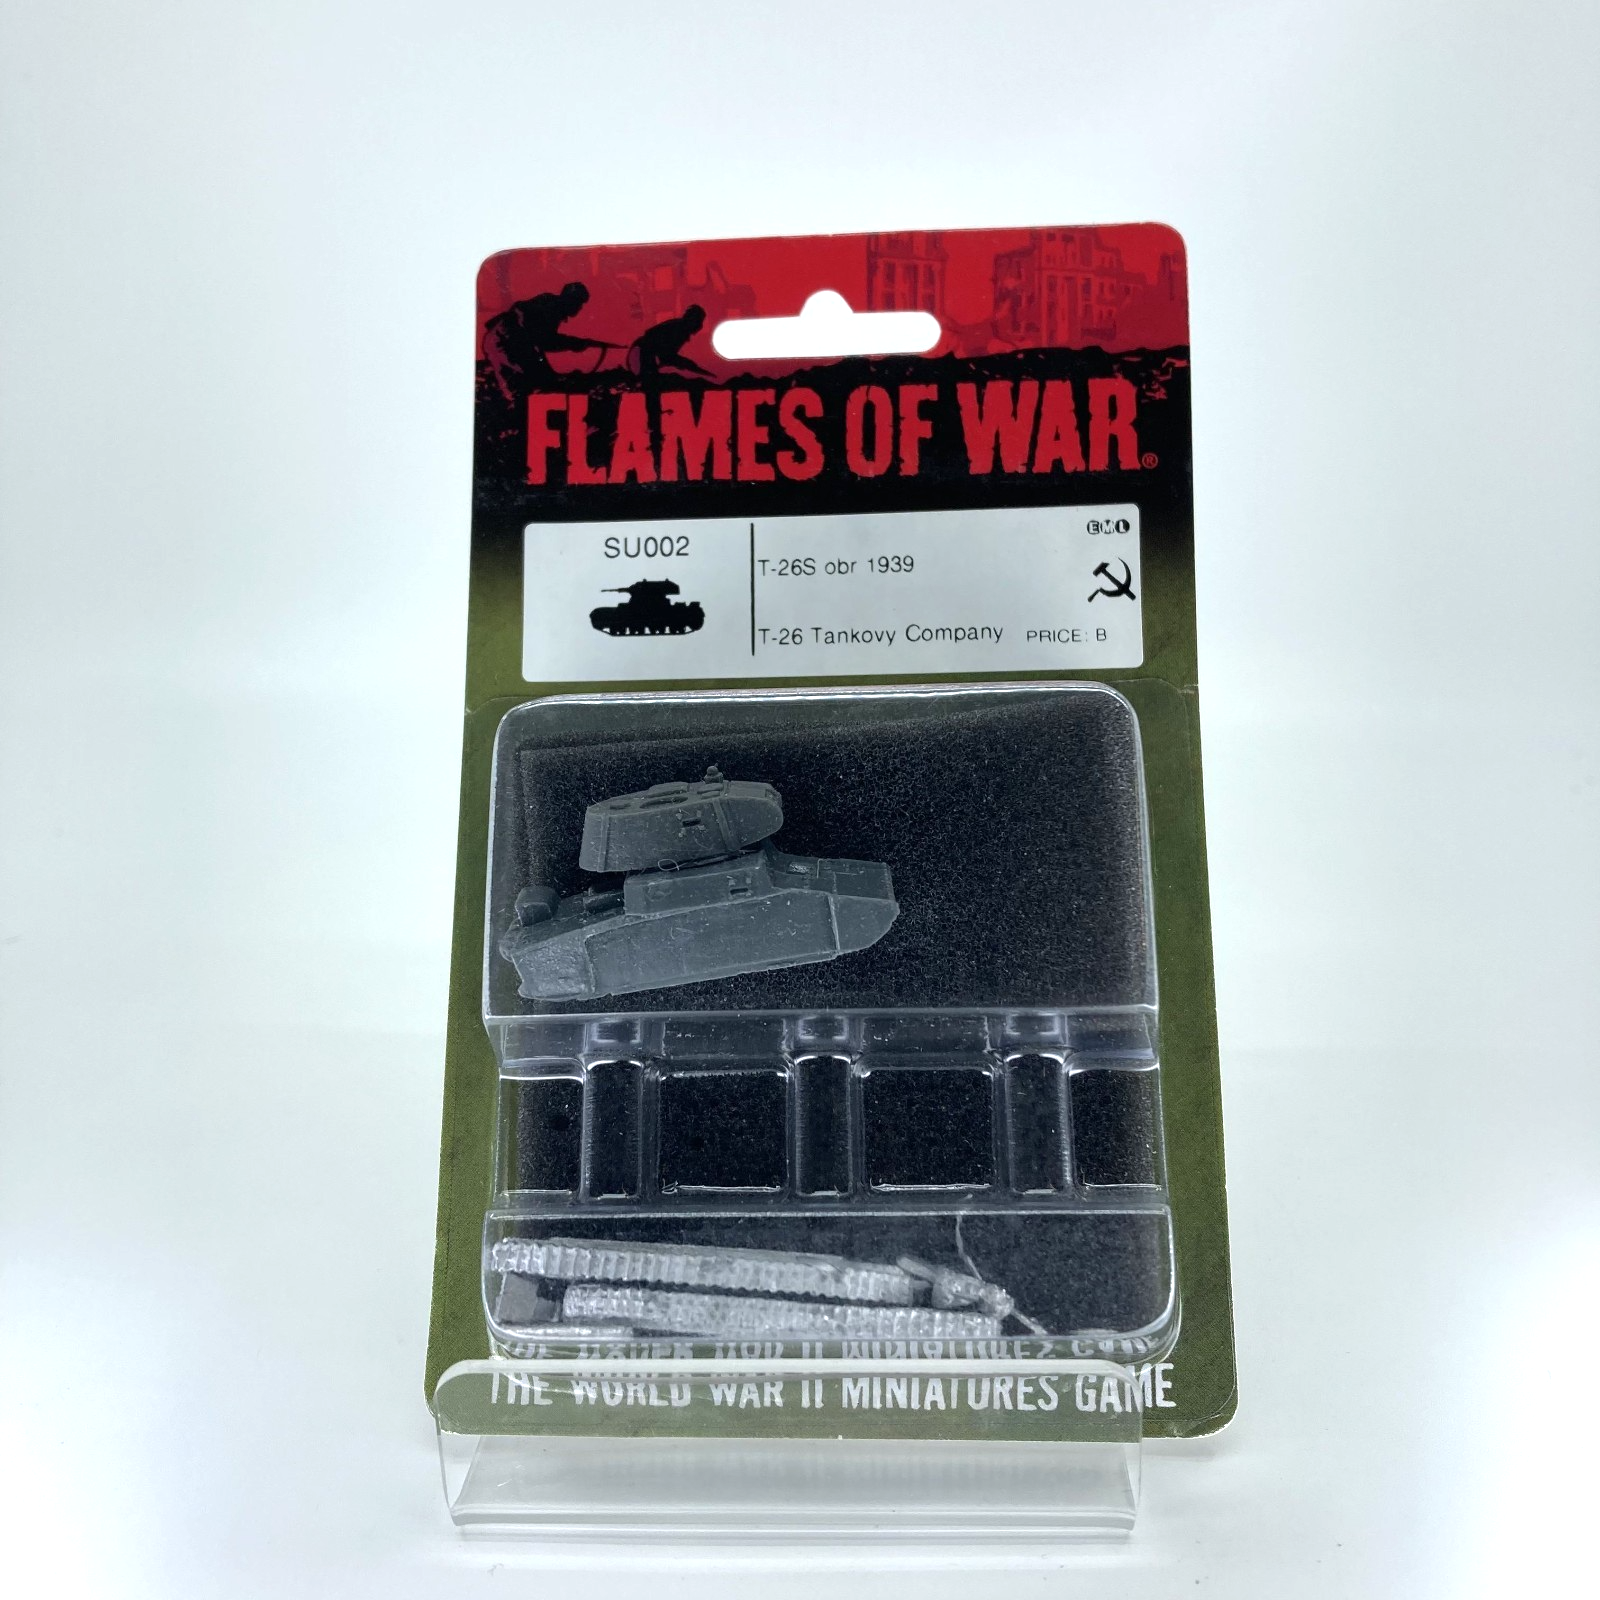 FLAMES OF WAR®
SU002
EML
T-26S obr 1939
T-26 Tankovy Company PRICE: B
THE WORLD WAR II MINIATURES GAME